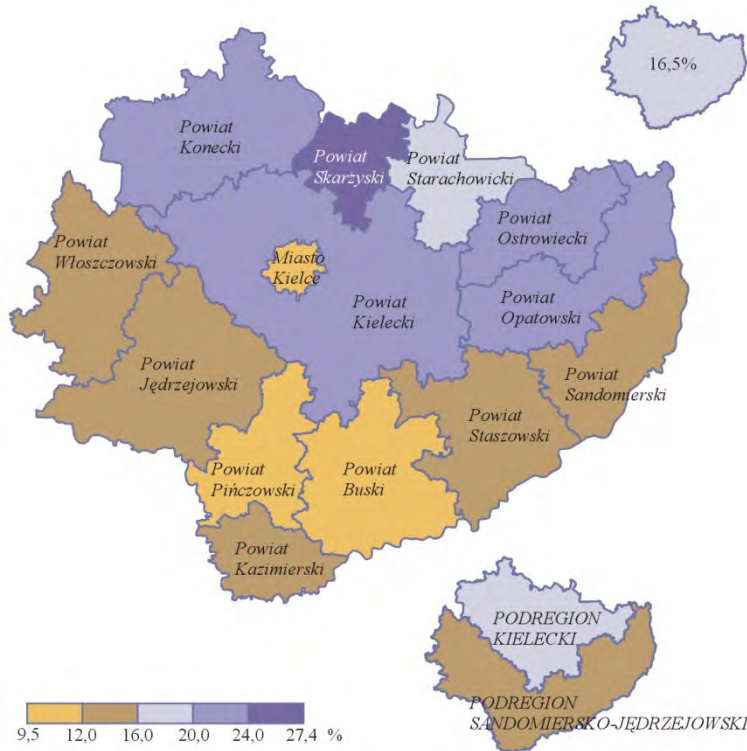 16,5%
Powiat
Konecki
Powiat
Skarżyski
Powiat
Starachowicki
Powiat
Ostrowiecki
Powiat
Włoszczowski
Miasto
Kielce
Powiat
Kielecki
Powiat
Opatowski
Powiat
Jędrzejowski
Powiat
Sandomierski
Powiat
Staszowski
Powiat
Pińczowski
Powiat
Buski
Powiat
Kazimierski
PODREGION
KIELECKI
PODREGION
SANDOMIERSKO-JĘDRZEJOWSKI
9,5 12,0 16,0 20,0 24,0 27,4 %